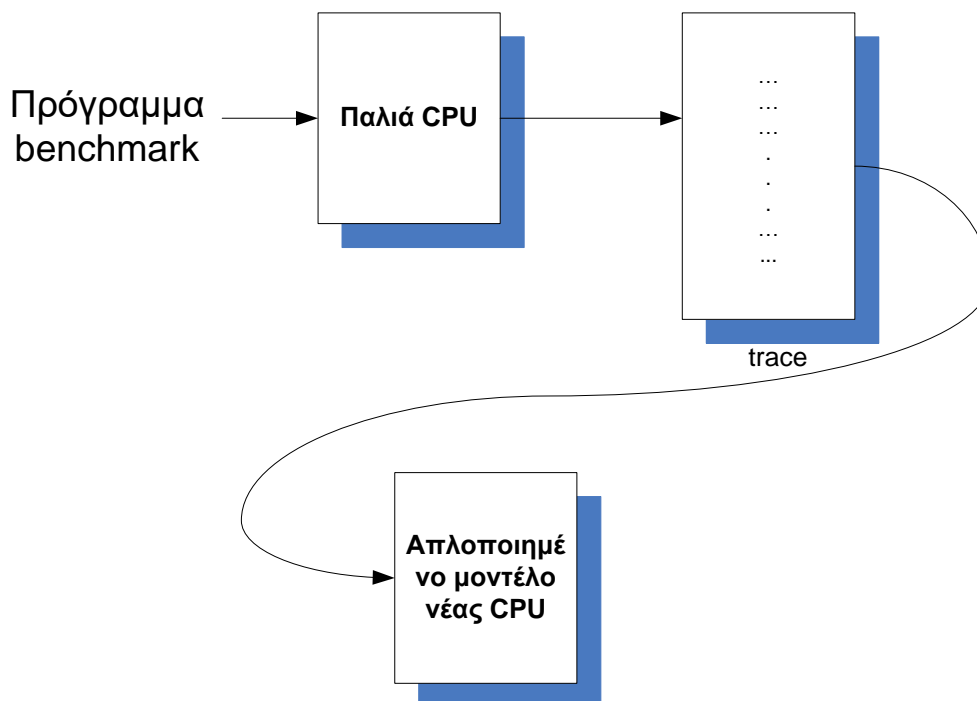 Πρόγραμμα
benchmark
Παλιά CPU
…
…
…
.
.
.
…
...
trace
Απλοποιημέ
νο μοντέλο
νέας CPU